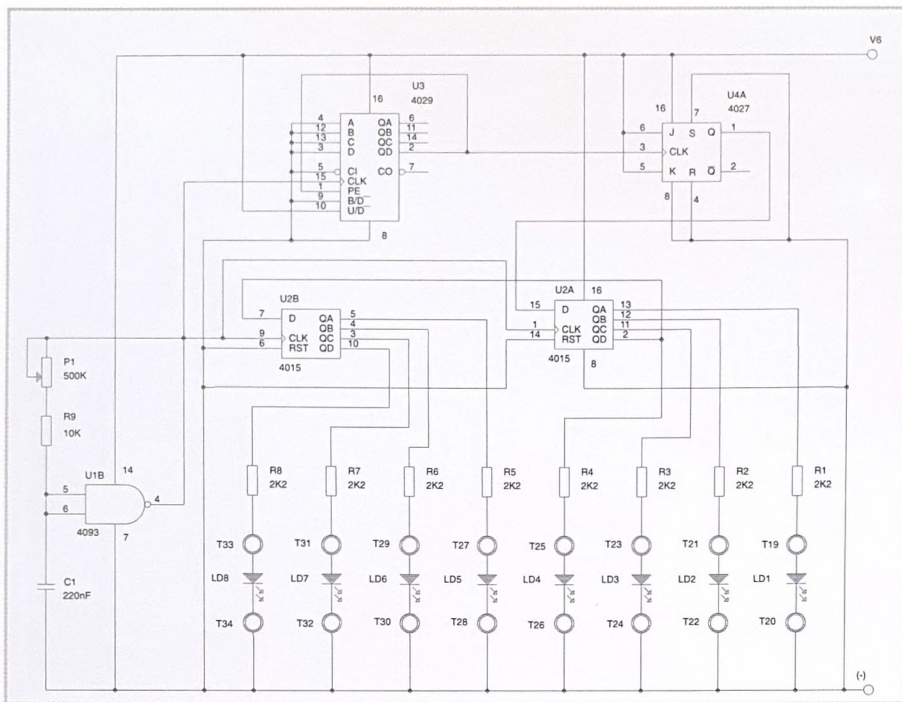 V6
U3
4029
16
4 A QA 6
12 B QB 11
13 C QC 14
3 D QD 2
5 CI CO 7
15 CLK
1 PE
9 B/D
10 U/D
8
U4A
4027
16 7
6 J S Q 1
3 CLK
5 K R Q 2
8 4
U2B
7 D QA 5
QB 4
9 CLK QC 3
6 RST QD 10
4015
U2A
16
15 D QA 13
QB 12
1 CLK QC 11
14 RST QD 2
4015 8
P1
500K
R9
10K
U1B
14
5
6
4
4093
7
C1
220nF
R8 R7 R6 R5 R4 R3 R2 R1
2K2 2K2 2K2 2K2 2K2 2K2 2K2 2K2
T33 T31 T29 T27 T25 T23 T21 T19
LD8 LD7 LD6 LD5 LD4 LD3 LD2 LD1
T34 T32 T30 T28 T26 T24 T22 T20
(-)